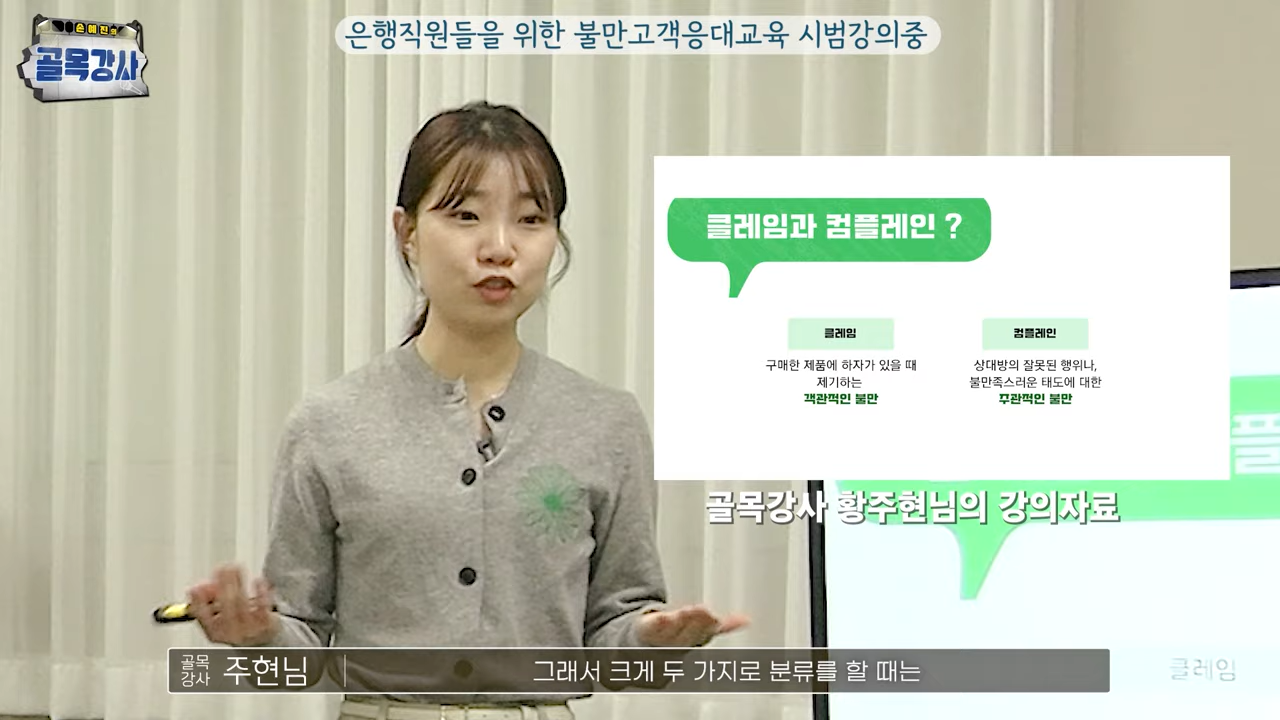 손예진의
골목강사
은행직원들을 위한 불만고객응대교육 시범강의중
클레임과 컴플레인 ?
클레임
구매한 제품에 하자가 있을 때
제기하는
객관적인 불만
컴플레인
상대방의 잘못된 행위나,
불만족스러운 태도에 대한
주관적인 불만
골목강사 황주현님의 강의자료
플
골목
강사
주현님
그래서 크게 두 가지로 분류를 할 때는
클레임